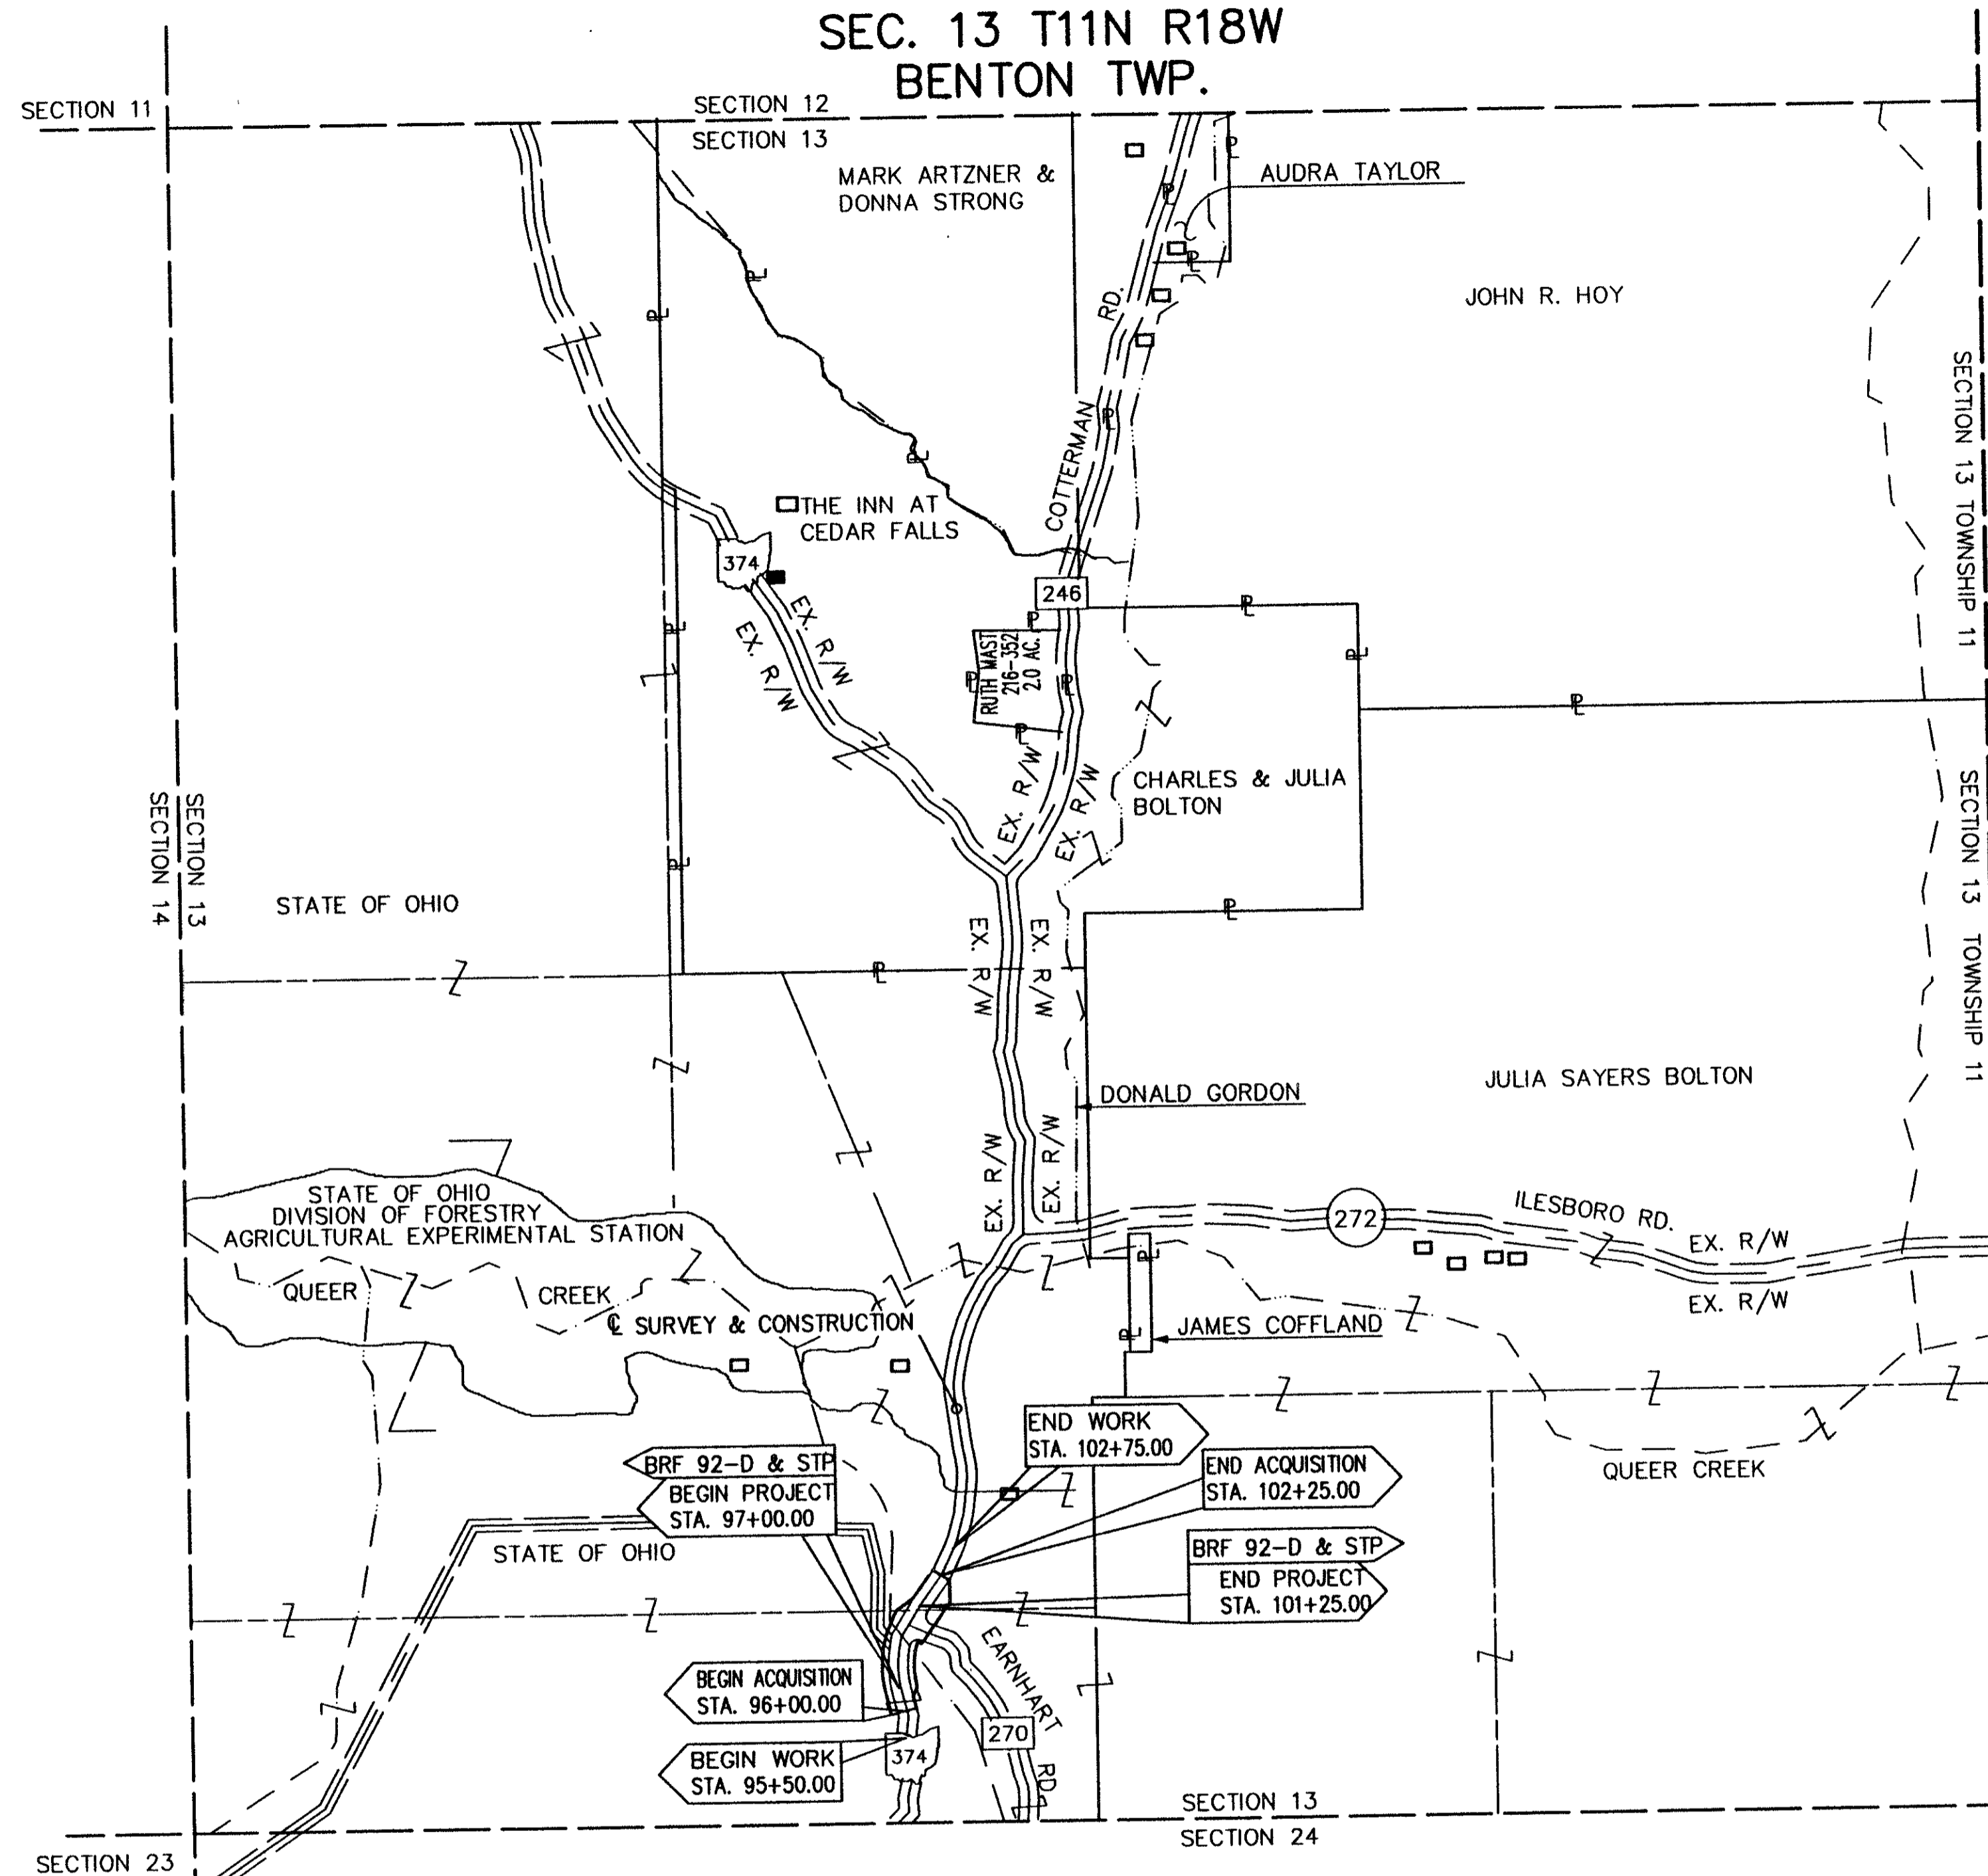 SEC. 13 T11N R18W
BENTON TWP.
SECTION 11
SECTION 12
SECTION 13
MARK ARTZNER &
DONNA STRONG
AUDRA TAYLOR
JOHN R. HOY
RD.
COTTERMAN
SECTION 13 TOWNSHIP 11
THE INN AT
CEDAR FALLS
374
246
EX. R/W
EX. R/W
RUTH MAST
216-352
2.0 AC.
EX. R/W
EX. R/W
CHARLES & JULIA
BOLTON
SECTION 14
SECTION 13
SECTION 13 TOWNSHIP 11
STATE OF OHIO
EX. R/W
EX. R/W
JULIA SAYERS BOLTON
DONALD GORDON
EX. R/W
EX. R/W
STATE OF OHIO
DIVISION OF FORESTRY
AGRICULTURAL EXPERIMENTAL STATION
272
ILESBORO RD.
EX. R/W
EX. R/W
QUEER
CREEK
℄ SURVEY & CONSTRUCTION
JAMES COFFLAND
END WORK
STA. 102+75.00
BRF 92-D & STP
BEGIN PROJECT
STA. 97+00.00
END ACQUISITION
STA. 102+25.00
QUEER CREEK
STATE OF OHIO
BRF 92-D & STP
END PROJECT
STA. 101+25.00
EARNHART
RD.
BEGIN ACQUISITION
STA. 96+00.00
270
374
BEGIN WORK
STA. 95+50.00
SECTION 13
SECTION 24
SECTION 23